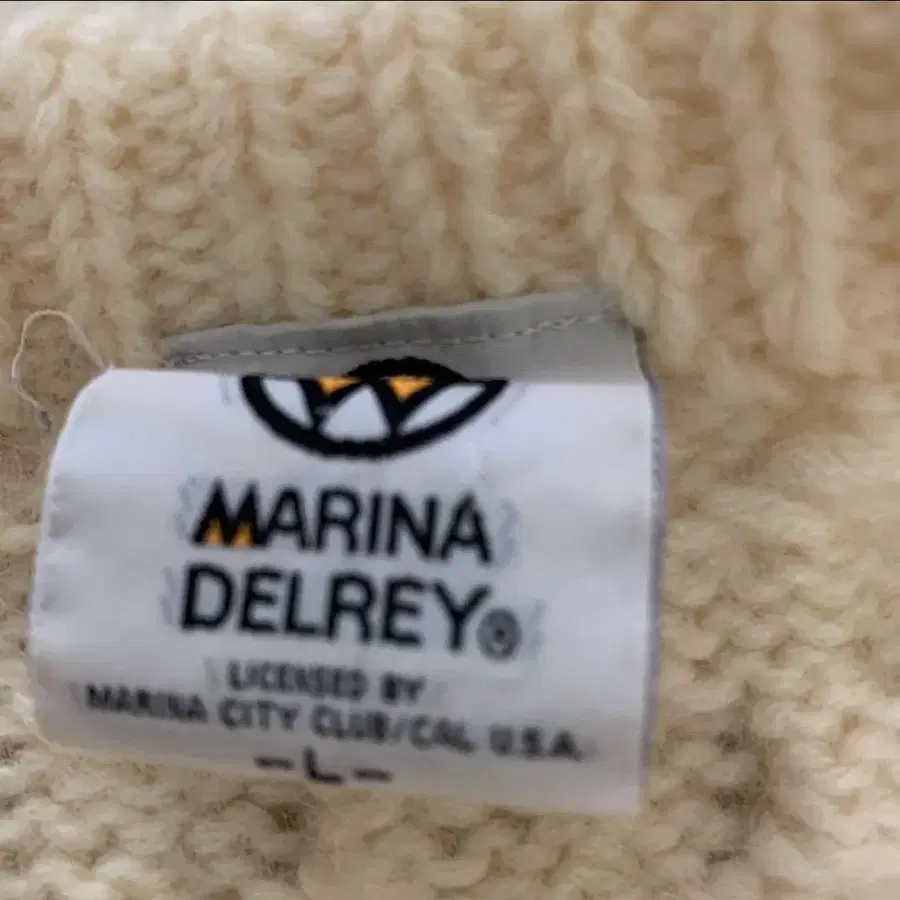 MARINA
DELREY®
LICENSED BY
MARINA CITY CLUB/CAL U.S.A.
-L-